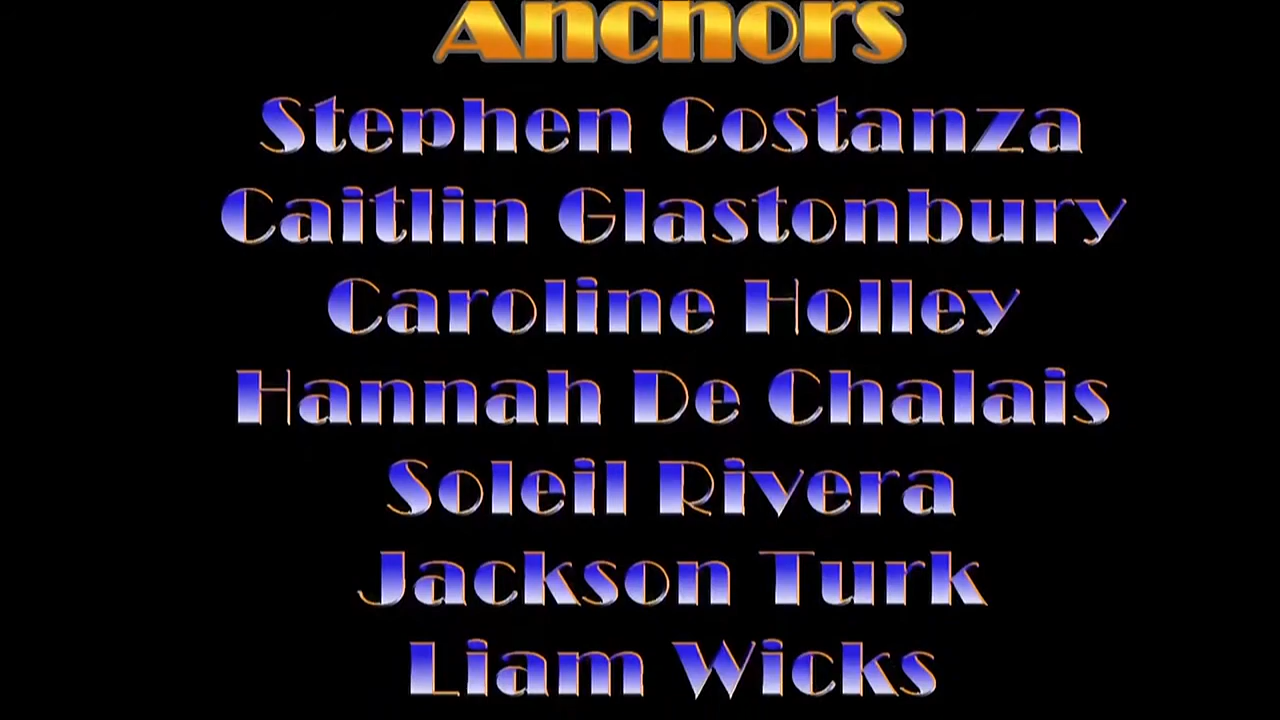 Anchors
Stephen Costanza
Caitlin Glastonbury
Caroline Holley
Hannah De Chalais
Soleil Rivera
Jackson Turk
Liam Wicks